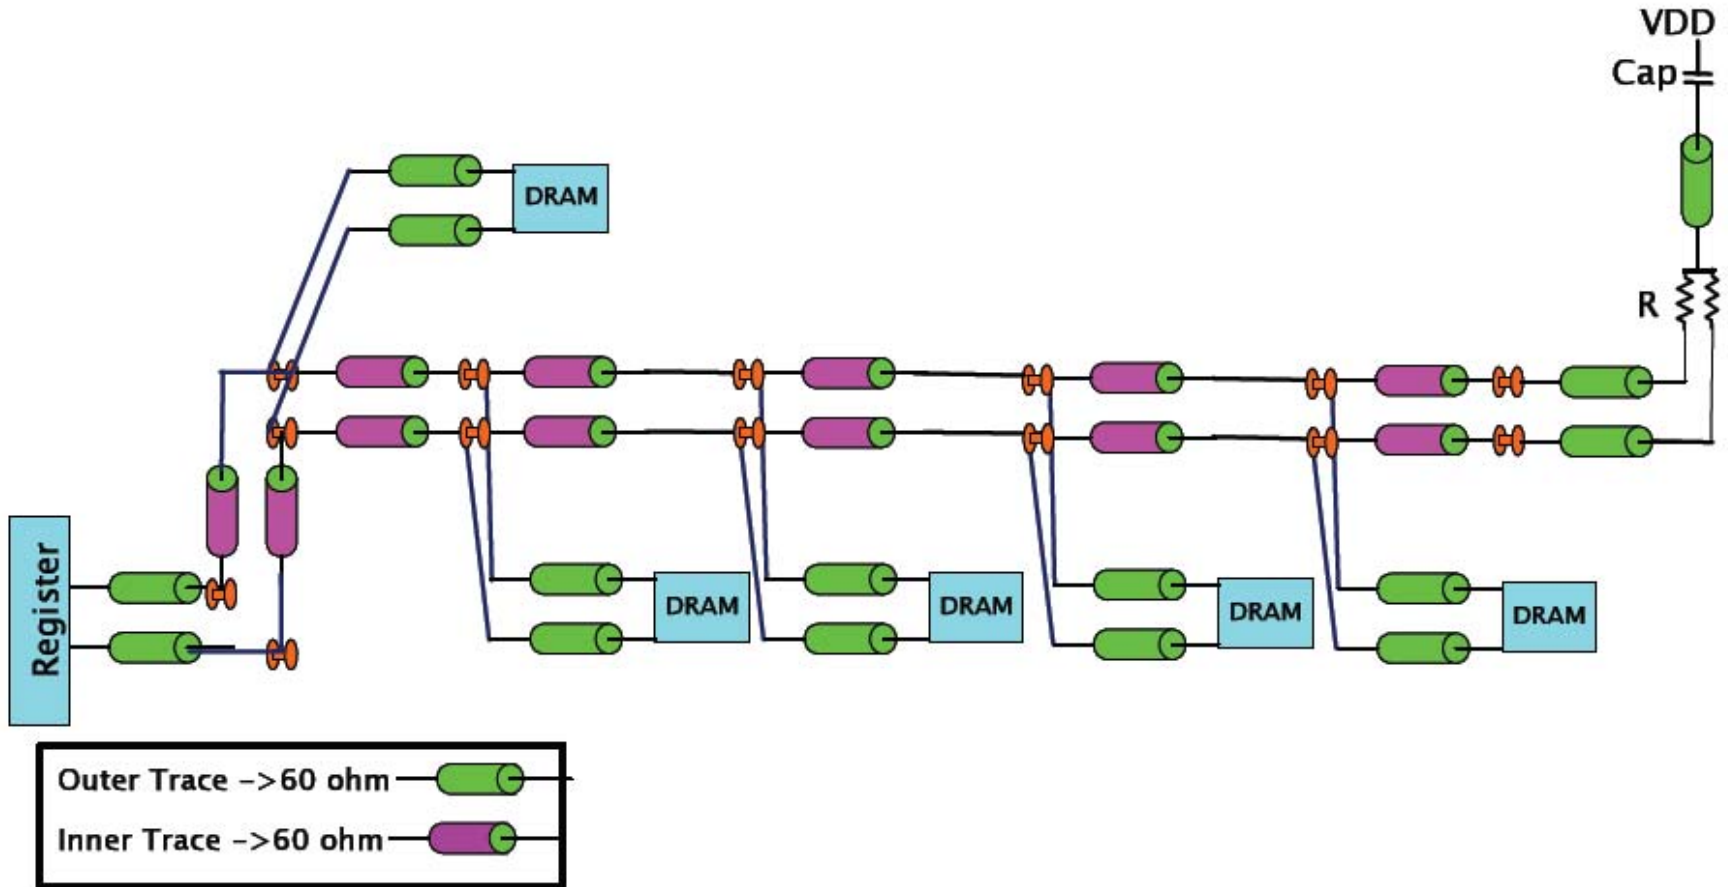 VDD
Cap
DRAM
R
DRAM
DRAM
DRAM
DRAM
Register
Outer Trace ->60 ohm
Inner Trace ->60 ohm